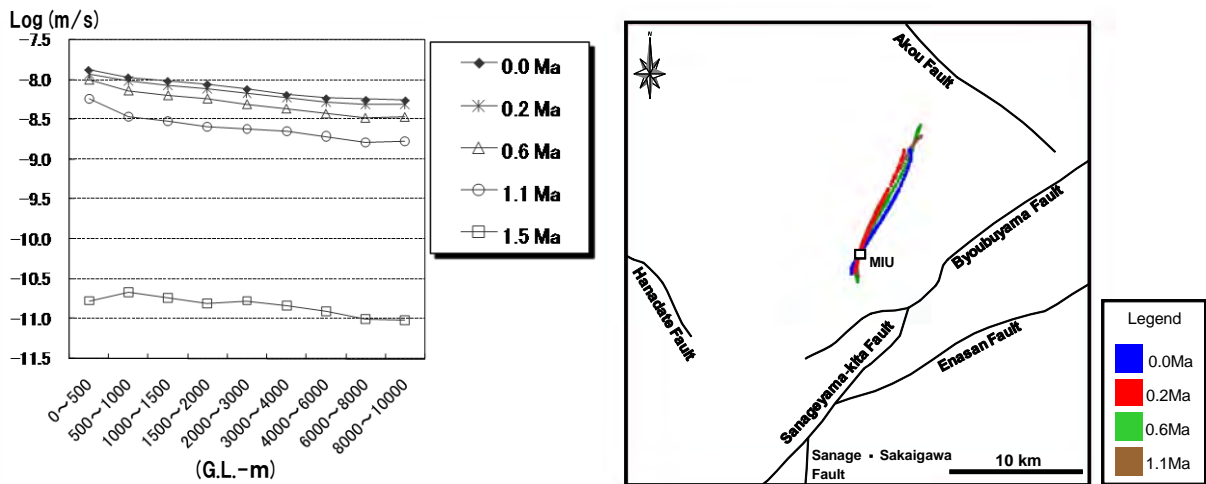 Log (m/s)
-7.5
-8.0
-8.5
-9.0
-9.5
-10.0
-10.5
-11.0
-11.5
0~500
500~1000
1000~1500
1500~2000
2000~3000
3000~4000
4000~6000
6000~8000
8000~10000
(G.L.-m)
0.0 Ma
0.2 Ma
0.6 Ma
1.1 Ma
1.5 Ma
N
Akou Fault
MIU
Byoubuyama Fault
Hanadate Fault
Sanageyama-kita Fault
Enasan Fault
Sanage・Sakaigawa
Fault
10 km
Legend
0.0Ma
0.2Ma
0.6Ma
1.1Ma